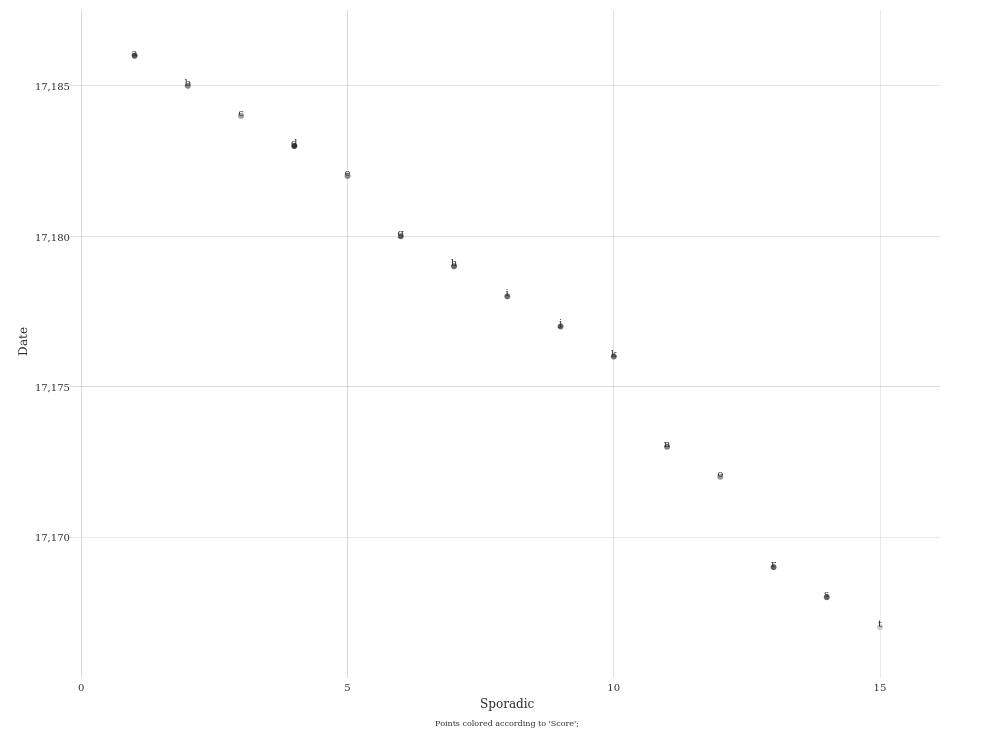 a
17,185
b
c
d
e
17,180
g
h
i
Date
j
k
17,175
n
o
17,170
r
s
t
0
5
10
15
Sporadic
Points colored according to 'Score';